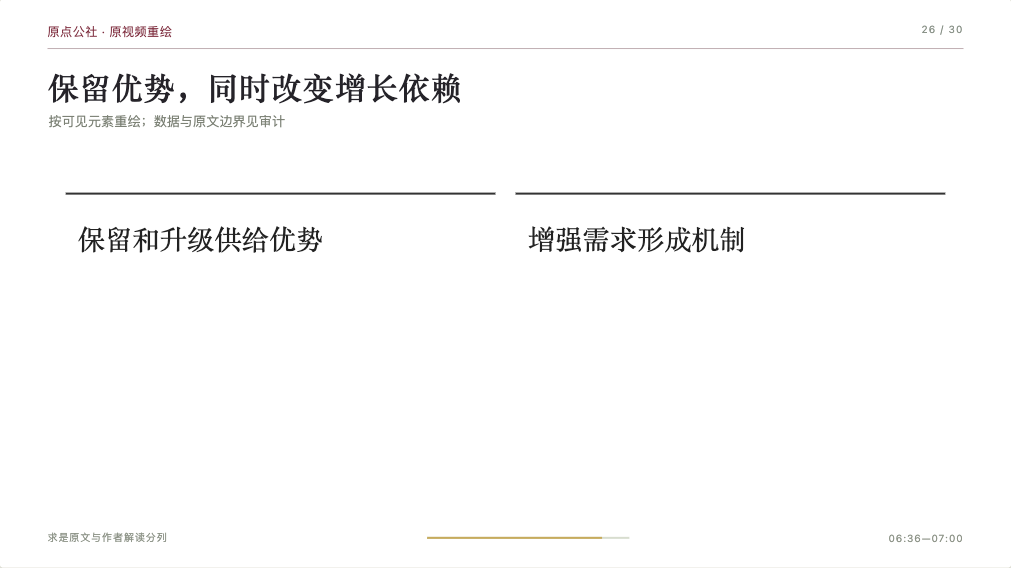 原点公社 · 原视频重绘
26 / 30
保留优势，同时改变增长依赖
按可见元素重绘；数据与原文边界见审计
保留和升级供给优势
增强需求形成机制
求是原文与作者解读分列
06:36—07:00